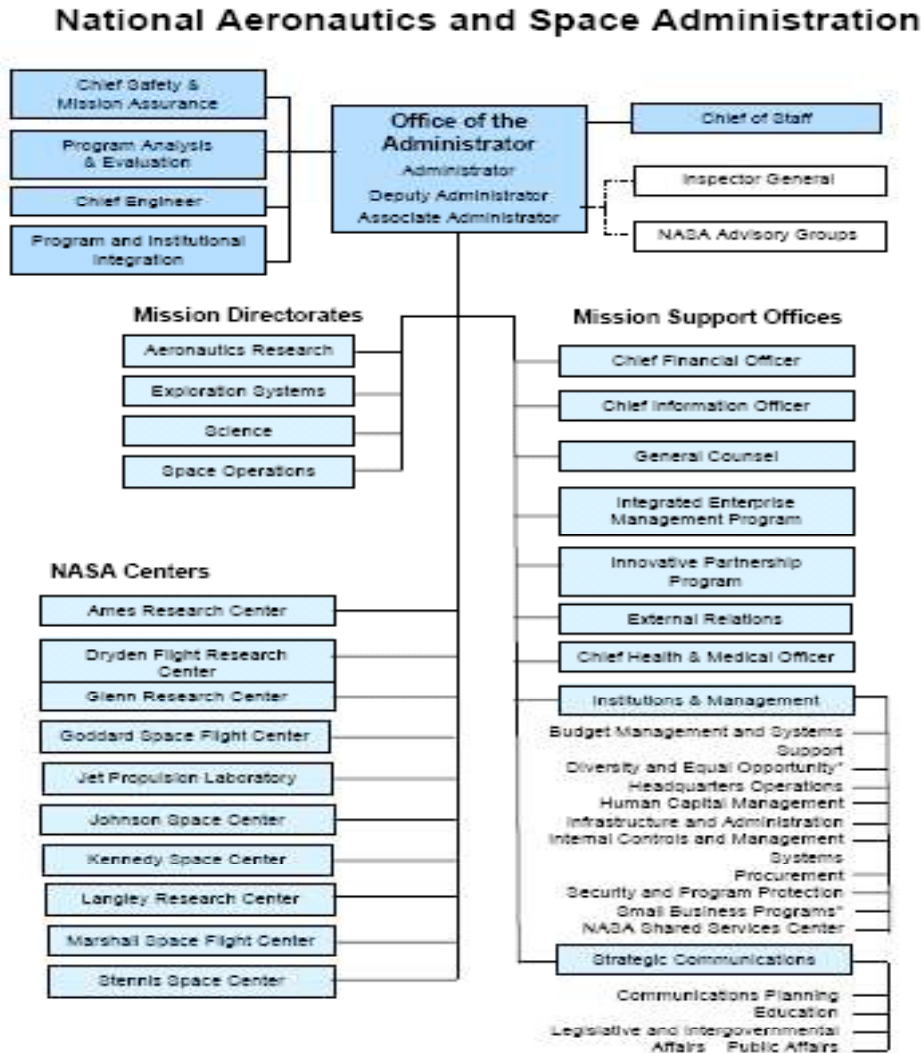 National Aeronautics and Space Administration
Chief Safety &
Mission Assurance
Program Analysis
& Evaluation
Chief Engineer
Program and Institutional
Integration
Office of the
Administrator
Administrator
Deputy Administrator
Associate Administrator
Chief of Staff
Inspector General
NASA Advisory Groups
Mission Directorates
Aeronautics Research
Exploration Systems
Science
Space Operations
NASA Centers
Ames Research Center
Dryden Flight Research
Center
Glenn Research Center
Goddard Space Flight Center
Jet Propulsion Laboratory
Johnson Space Center
Kennedy Space Center
Langley Research Center
Marshall Space Flight Center
Stennis Space Center
Mission Support Offices
Chief Financial Officer
Chief Information Officer
General Counsel
Integrated Enterprise
Management Program
Innovative Partnership
Program
External Relations
Chief Health & Medical Officer
Institutions & Management
Budget Management and Systems
Support
Diversity and Equal Opportunity*
Headquarters Operations
Human Capital Management
Infrastructure and Administration
Internal Controls and Management
Systems
Procurement
Security and Program Protection
Small Business Programs*
NASA Shared Services Center
Strategic Communications
Communications Planning
Education
Legislative and Intergovernmental
Affairs Public Affairs